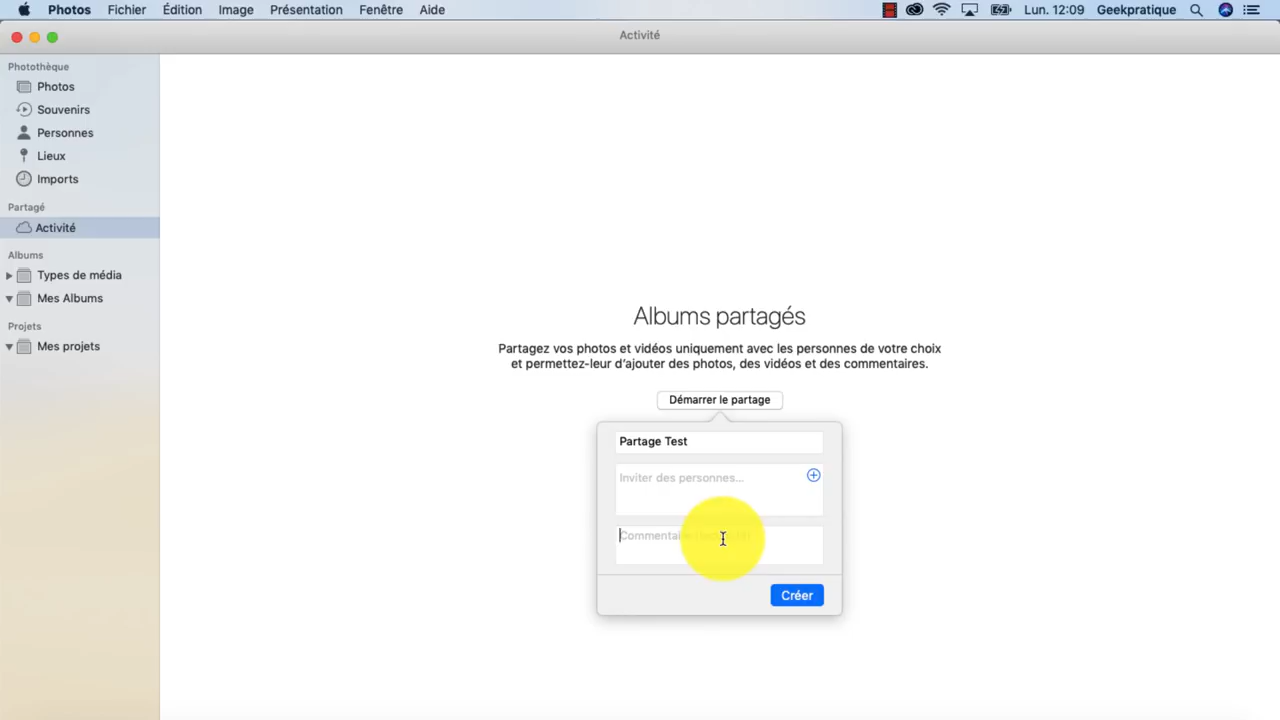 Photos Fichier Édition Image Présentation Fenêtre Aide Lun. 12:09 Geekpratique
Activité
Photothèque
Photos
Souvenirs
Personnes
Lieux
Imports
Partagé
Activité
Albums
Types de média
Mes Albums
Projets
Mes projets
Albums partagés
Partagez vos photos et vidéos uniquement avec les personnes de votre choix
et permettez-leur d’ajouter des photos, des vidéos et des commentaires.
Démarrer le partage
Partage Test
Inviter des personnes...
Commentaire
Créer